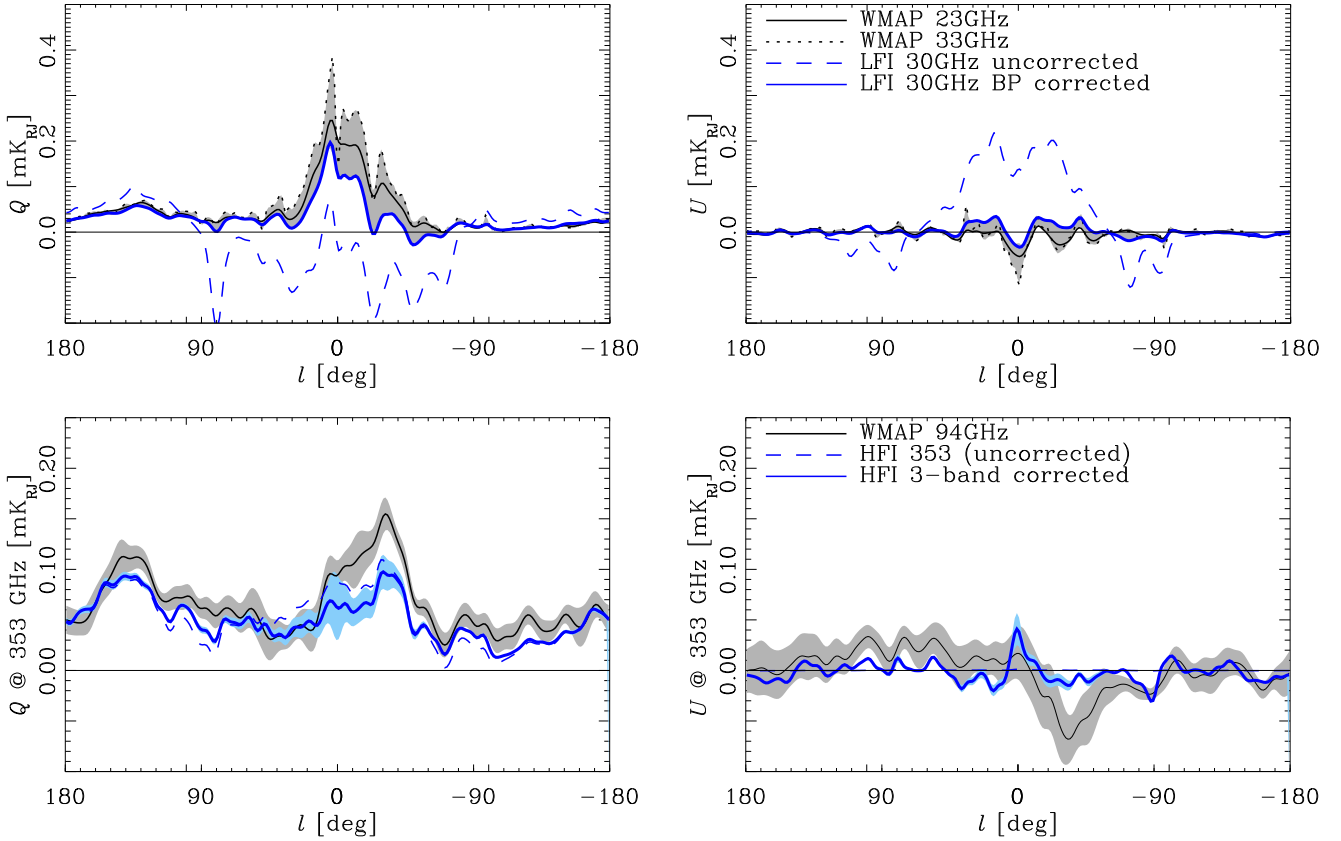 Q [mK_RJ]
0.4
0.2
0.0
180 90 0 −90 −180
l [deg]
U [mK_RJ]
0.4
0.2
0.0
WMAP 23GHz
WMAP 33GHz
LFI 30GHz uncorrected
LFI 30GHz BP corrected
180 90 0 −90 −180
l [deg]
Q @ 353 GHz [mK_RJ]
0.20
0.10
0.00
180 90 0 −90 −180
l [deg]
U @ 353 GHz [mK_RJ]
0.20
0.10
0.00
WMAP 94GHz
HFI 353 (uncorrected)
HFI 3−band corrected
180 90 0 −90 −180
l [deg]